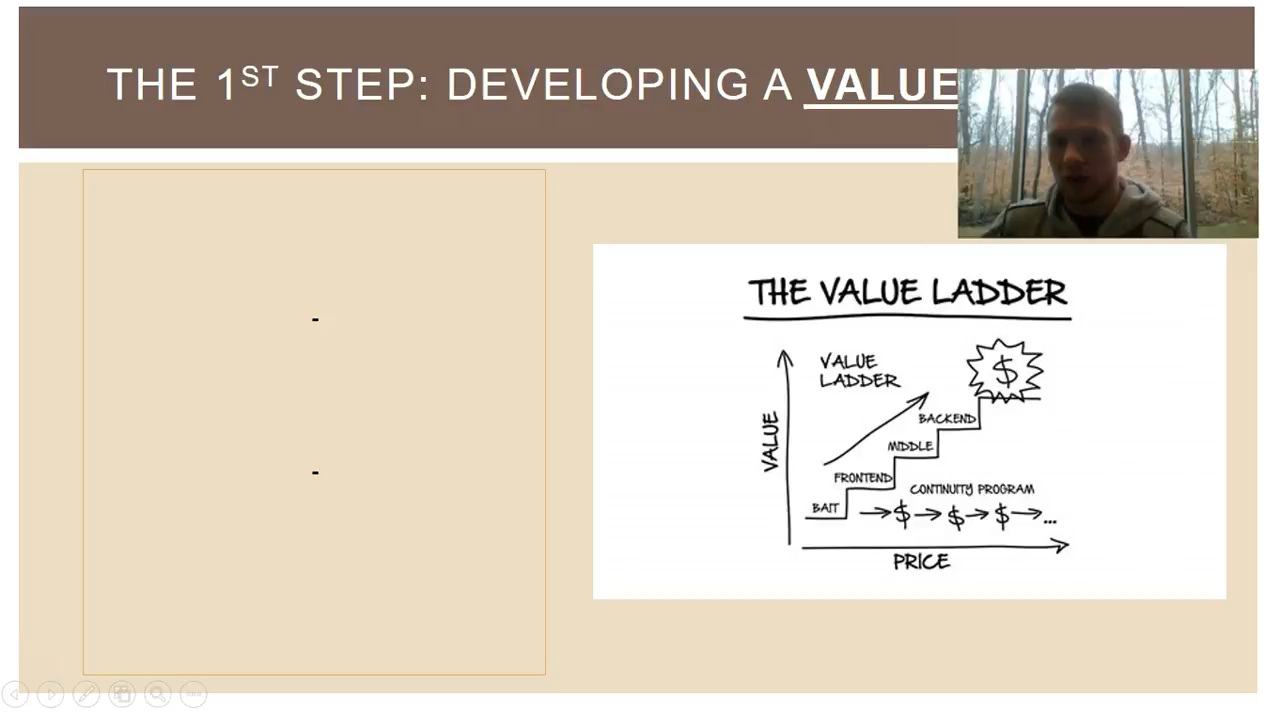 THE 1ST STEP: DEVELOPING A VALUE
-
-
THE VALUE LADDER
VALUE
LADDER
$
BACKEND
MIDDLE
FRONTEND
BAIT
CONTINUITY PROGRAM
→ $ → $ → $ → ...
VALUE
PRICE